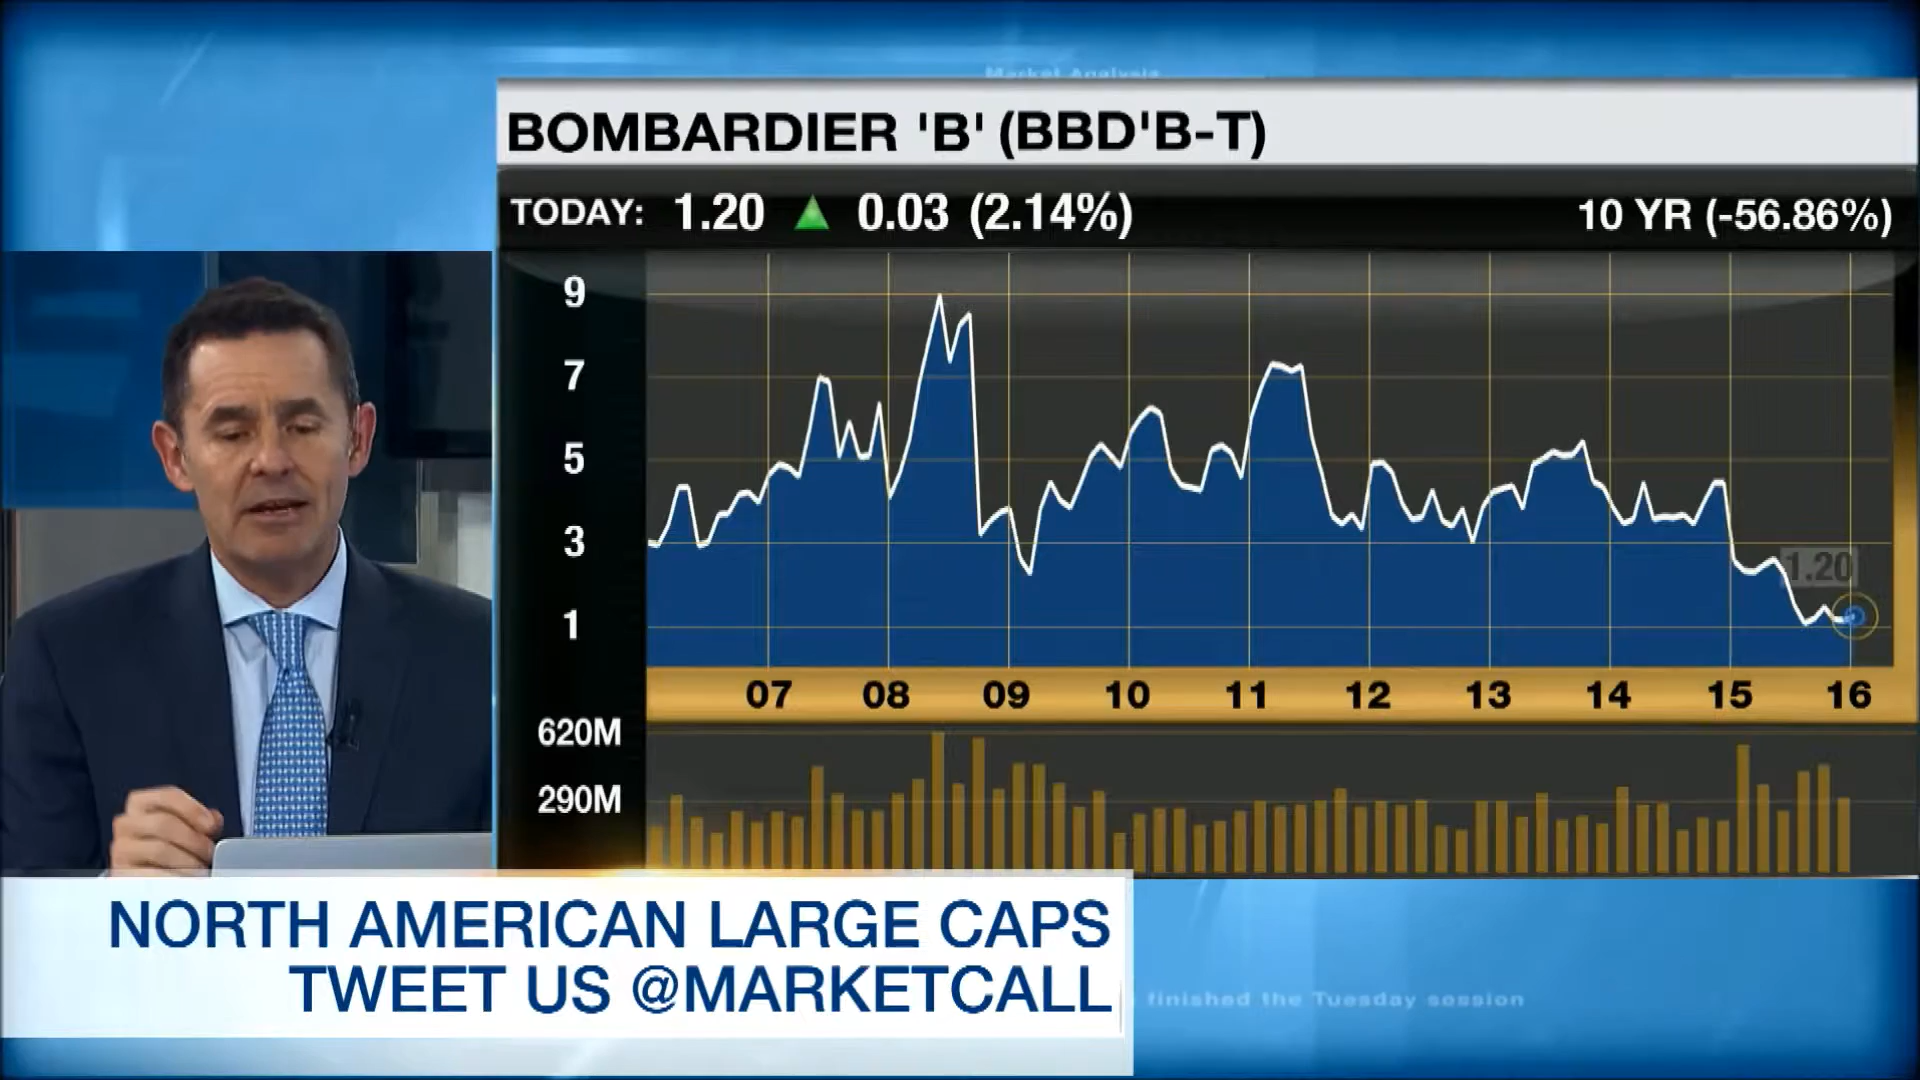 Market Analysis
BOMBARDIER 'B' (BBD'B-T)
TODAY: 1.20 ▲ 0.03 (2.14%) 10 YR (-56.86%)
9
7
5
3
1
1.20
07 08 09 10 11 12 13 14 15 16
620M
290M
NORTH AMERICAN LARGE CAPS
TWEET US @MARKETCALL
finished the Tuesday session